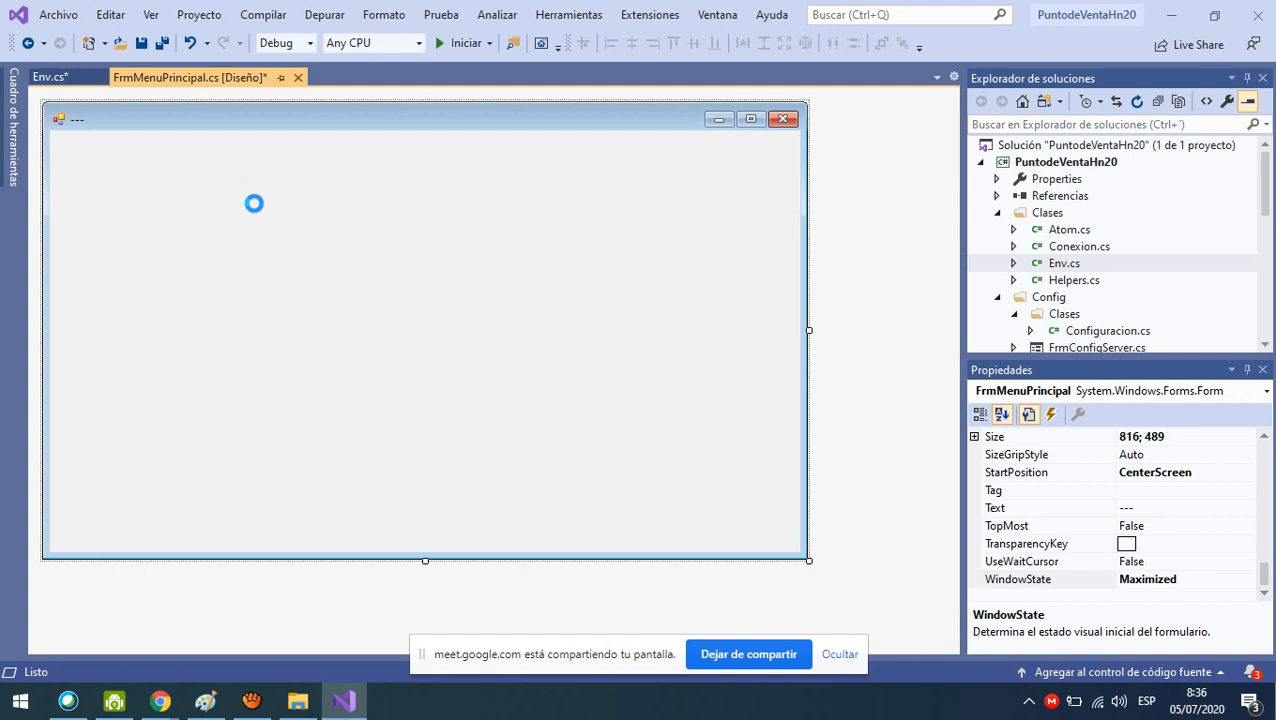 Archivo Editar Ver Proyecto Compilar Depurar Formato Prueba Analizar Herramientas Extensiones Ventana Ayuda Buscar (Ctrl+Q) PuntodeVentaHn20
Debug Any CPU Iniciar Live Share
Cuadro de herramientas
Env.cs* FrmMenuPrincipal.cs [Diseño]*
---
Explorador de soluciones
Buscar en Explorador de soluciones (Ctrl+`)
Solución "PuntodeVentaHn20" (1 de 1 proyecto)
PuntodeVentaHn20
Properties
Referencias
Clases
Atom.cs
Conexion.cs
Env.cs
Helpers.cs
Config
Clases
Configuracion.cs
FrmConfigServer.cs
Propiedades
FrmMenuPrincipal System.Windows.Forms.Form
Size 816; 489
SizeGripStyle Auto
StartPosition CenterScreen
Tag
Text ---
TopMost False
TransparencyKey
UseWaitCursor False
WindowState Maximized
WindowState
Determina el estado visual inicial del formulario.
meet.google.com está compartiendo tu pantalla. Dejar de compartir Ocultar
Listo Agregar al control de código fuente 3
ESP 8:36
05/07/2020 3